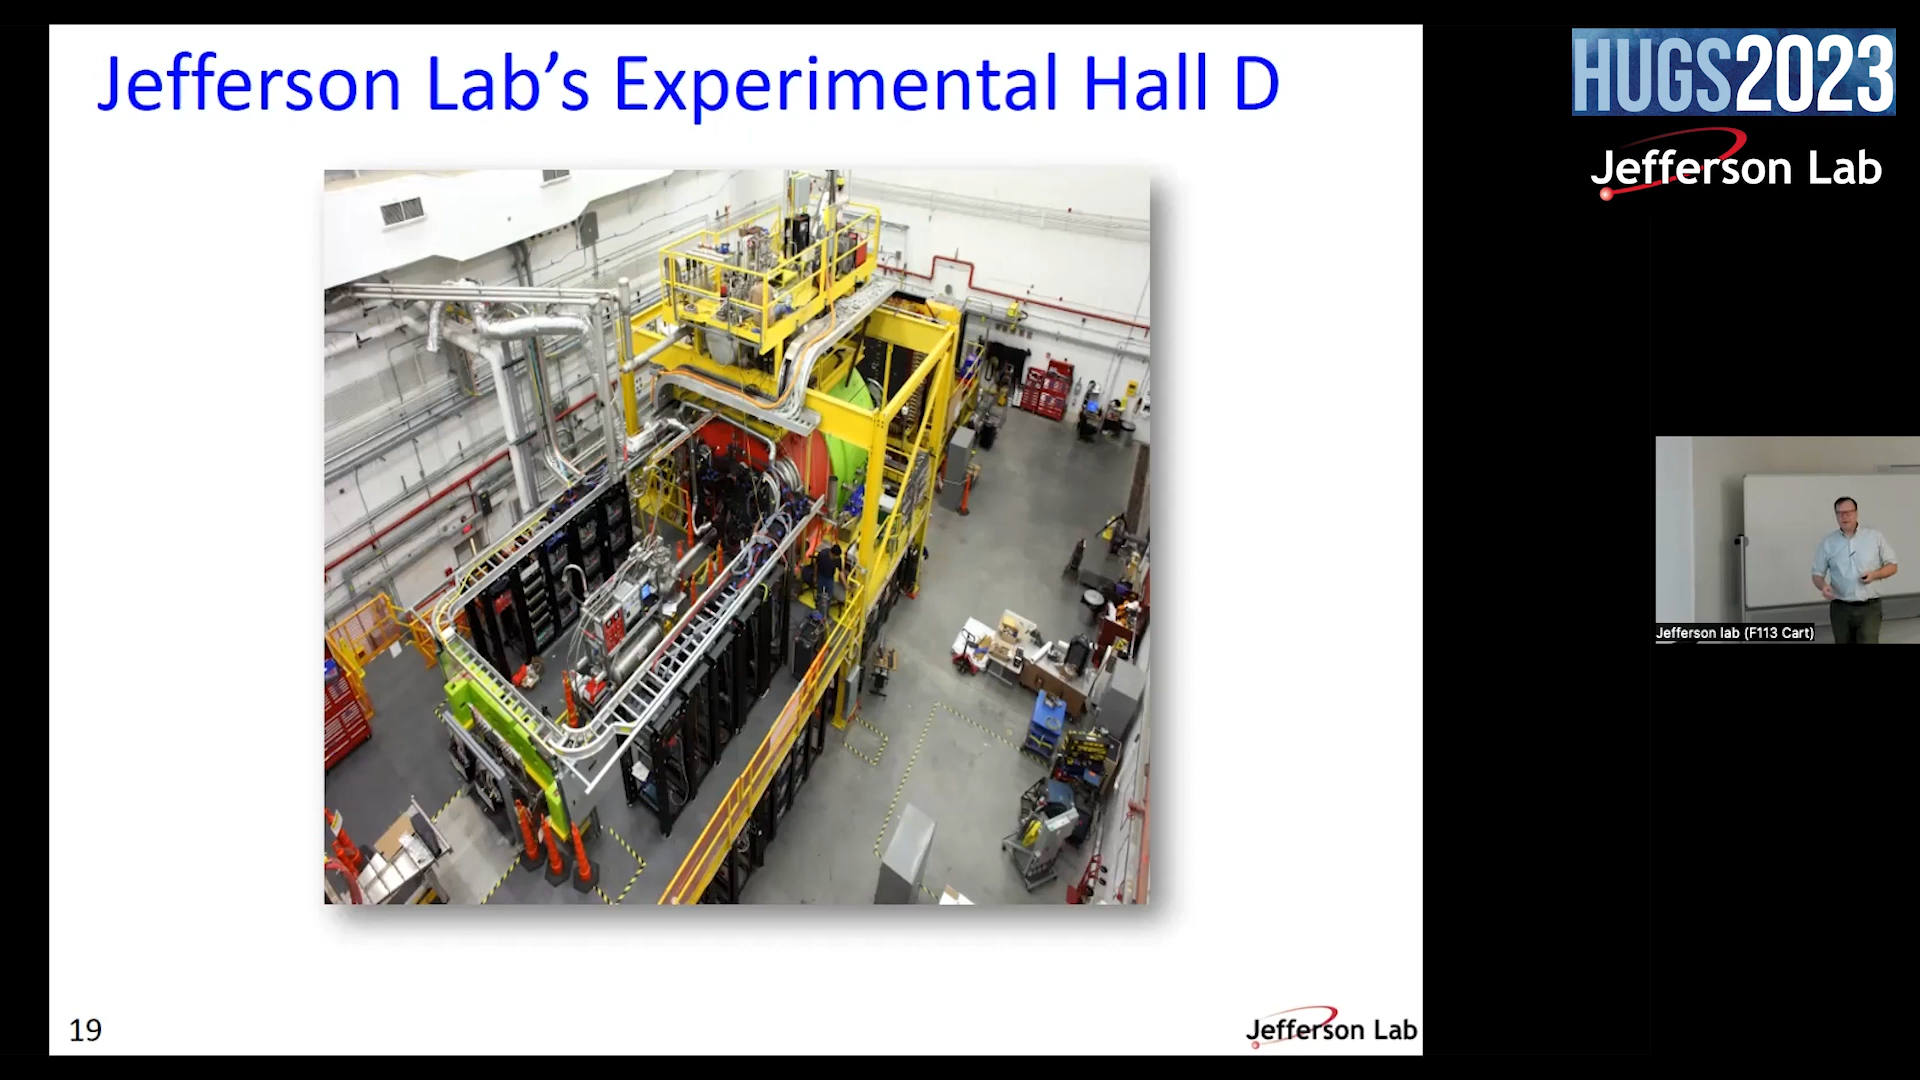 Jefferson Lab's Experimental Hall D
HUGS2023
Jefferson Lab
Jefferson lab (F113 Cart)
19
Jefferson Lab